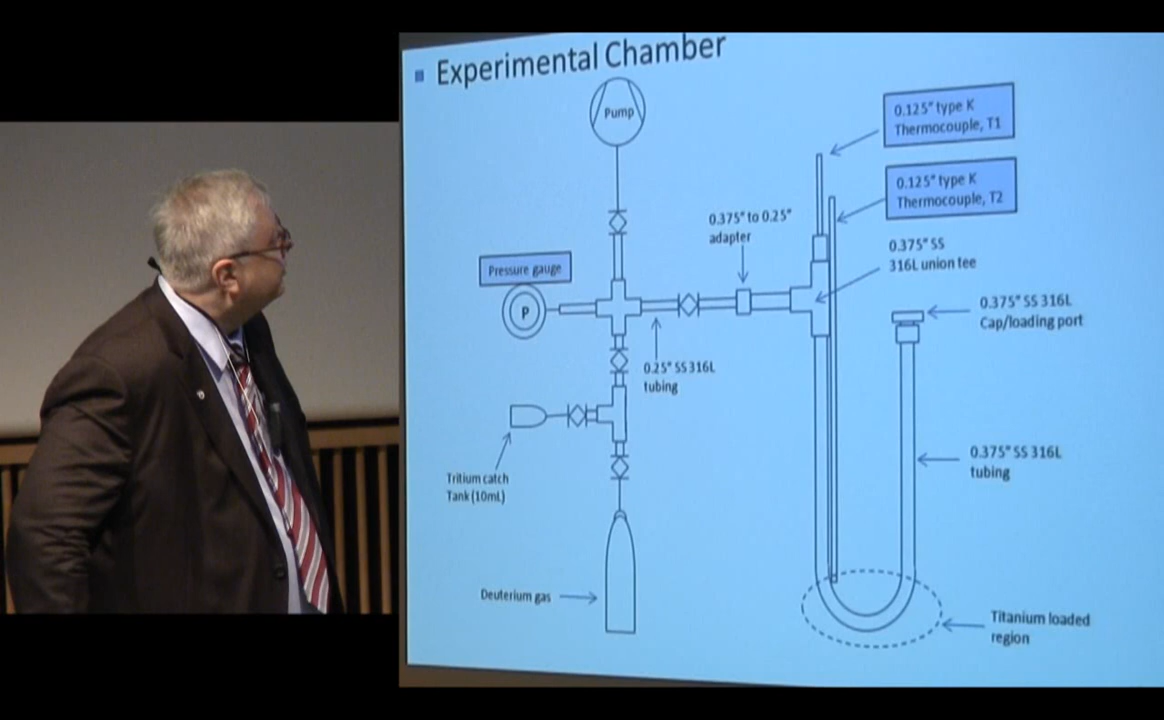 Experimental Chamber
Pump
0.125" type K
Thermocouple, T1
0.125" type K
Thermocouple, T2
0.375" to 0.25"
adapter
0.375" SS
316L union tee
Pressure gauge
P
0.375" SS 316L
Cap/loading port
0.25" SS 316L
tubing
0.375" SS 316L
tubing
Tritium catch
Tank (10mL)
Deuterium gas
Titanium loaded
region